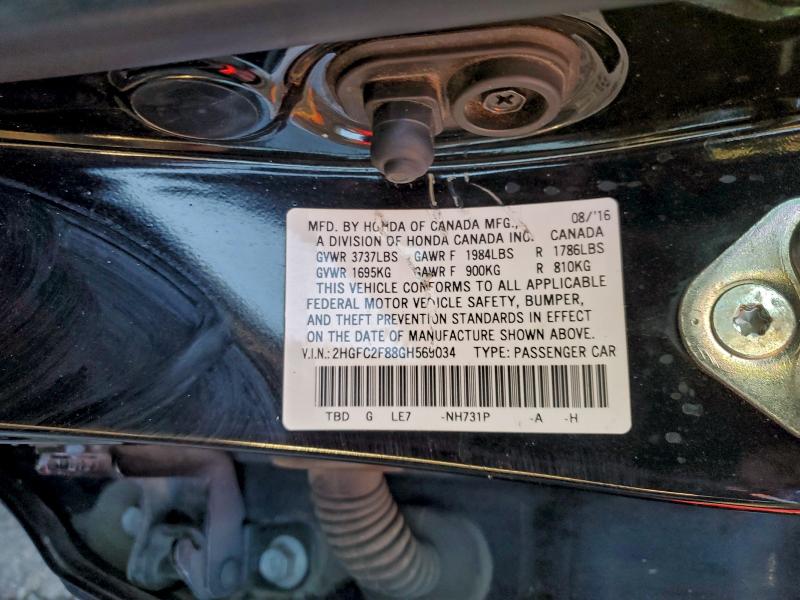 MFD. BY HONDA OF CANADA MFG., 08/'16
A DIVISION OF HONDA CANADA INC. CANADA
GVWR 3737LBS GAWR F 1984LBS R 1786LBS
GVWR 1695KG GAWR F 900KG R 810KG
THIS VEHICLE CONFORMS TO ALL APPLICABLE
FEDERAL MOTOR VEHICLE SAFETY, BUMPER,
AND THEFT PREVENTION STANDARDS IN EFFECT
ON THE DATE OF MANUFACTURE SHOWN ABOVE.
V.I.N.: 2HGFC2F88GH569034 TYPE: PASSENGER CAR
TBD G LE7 -NH731P -A -H